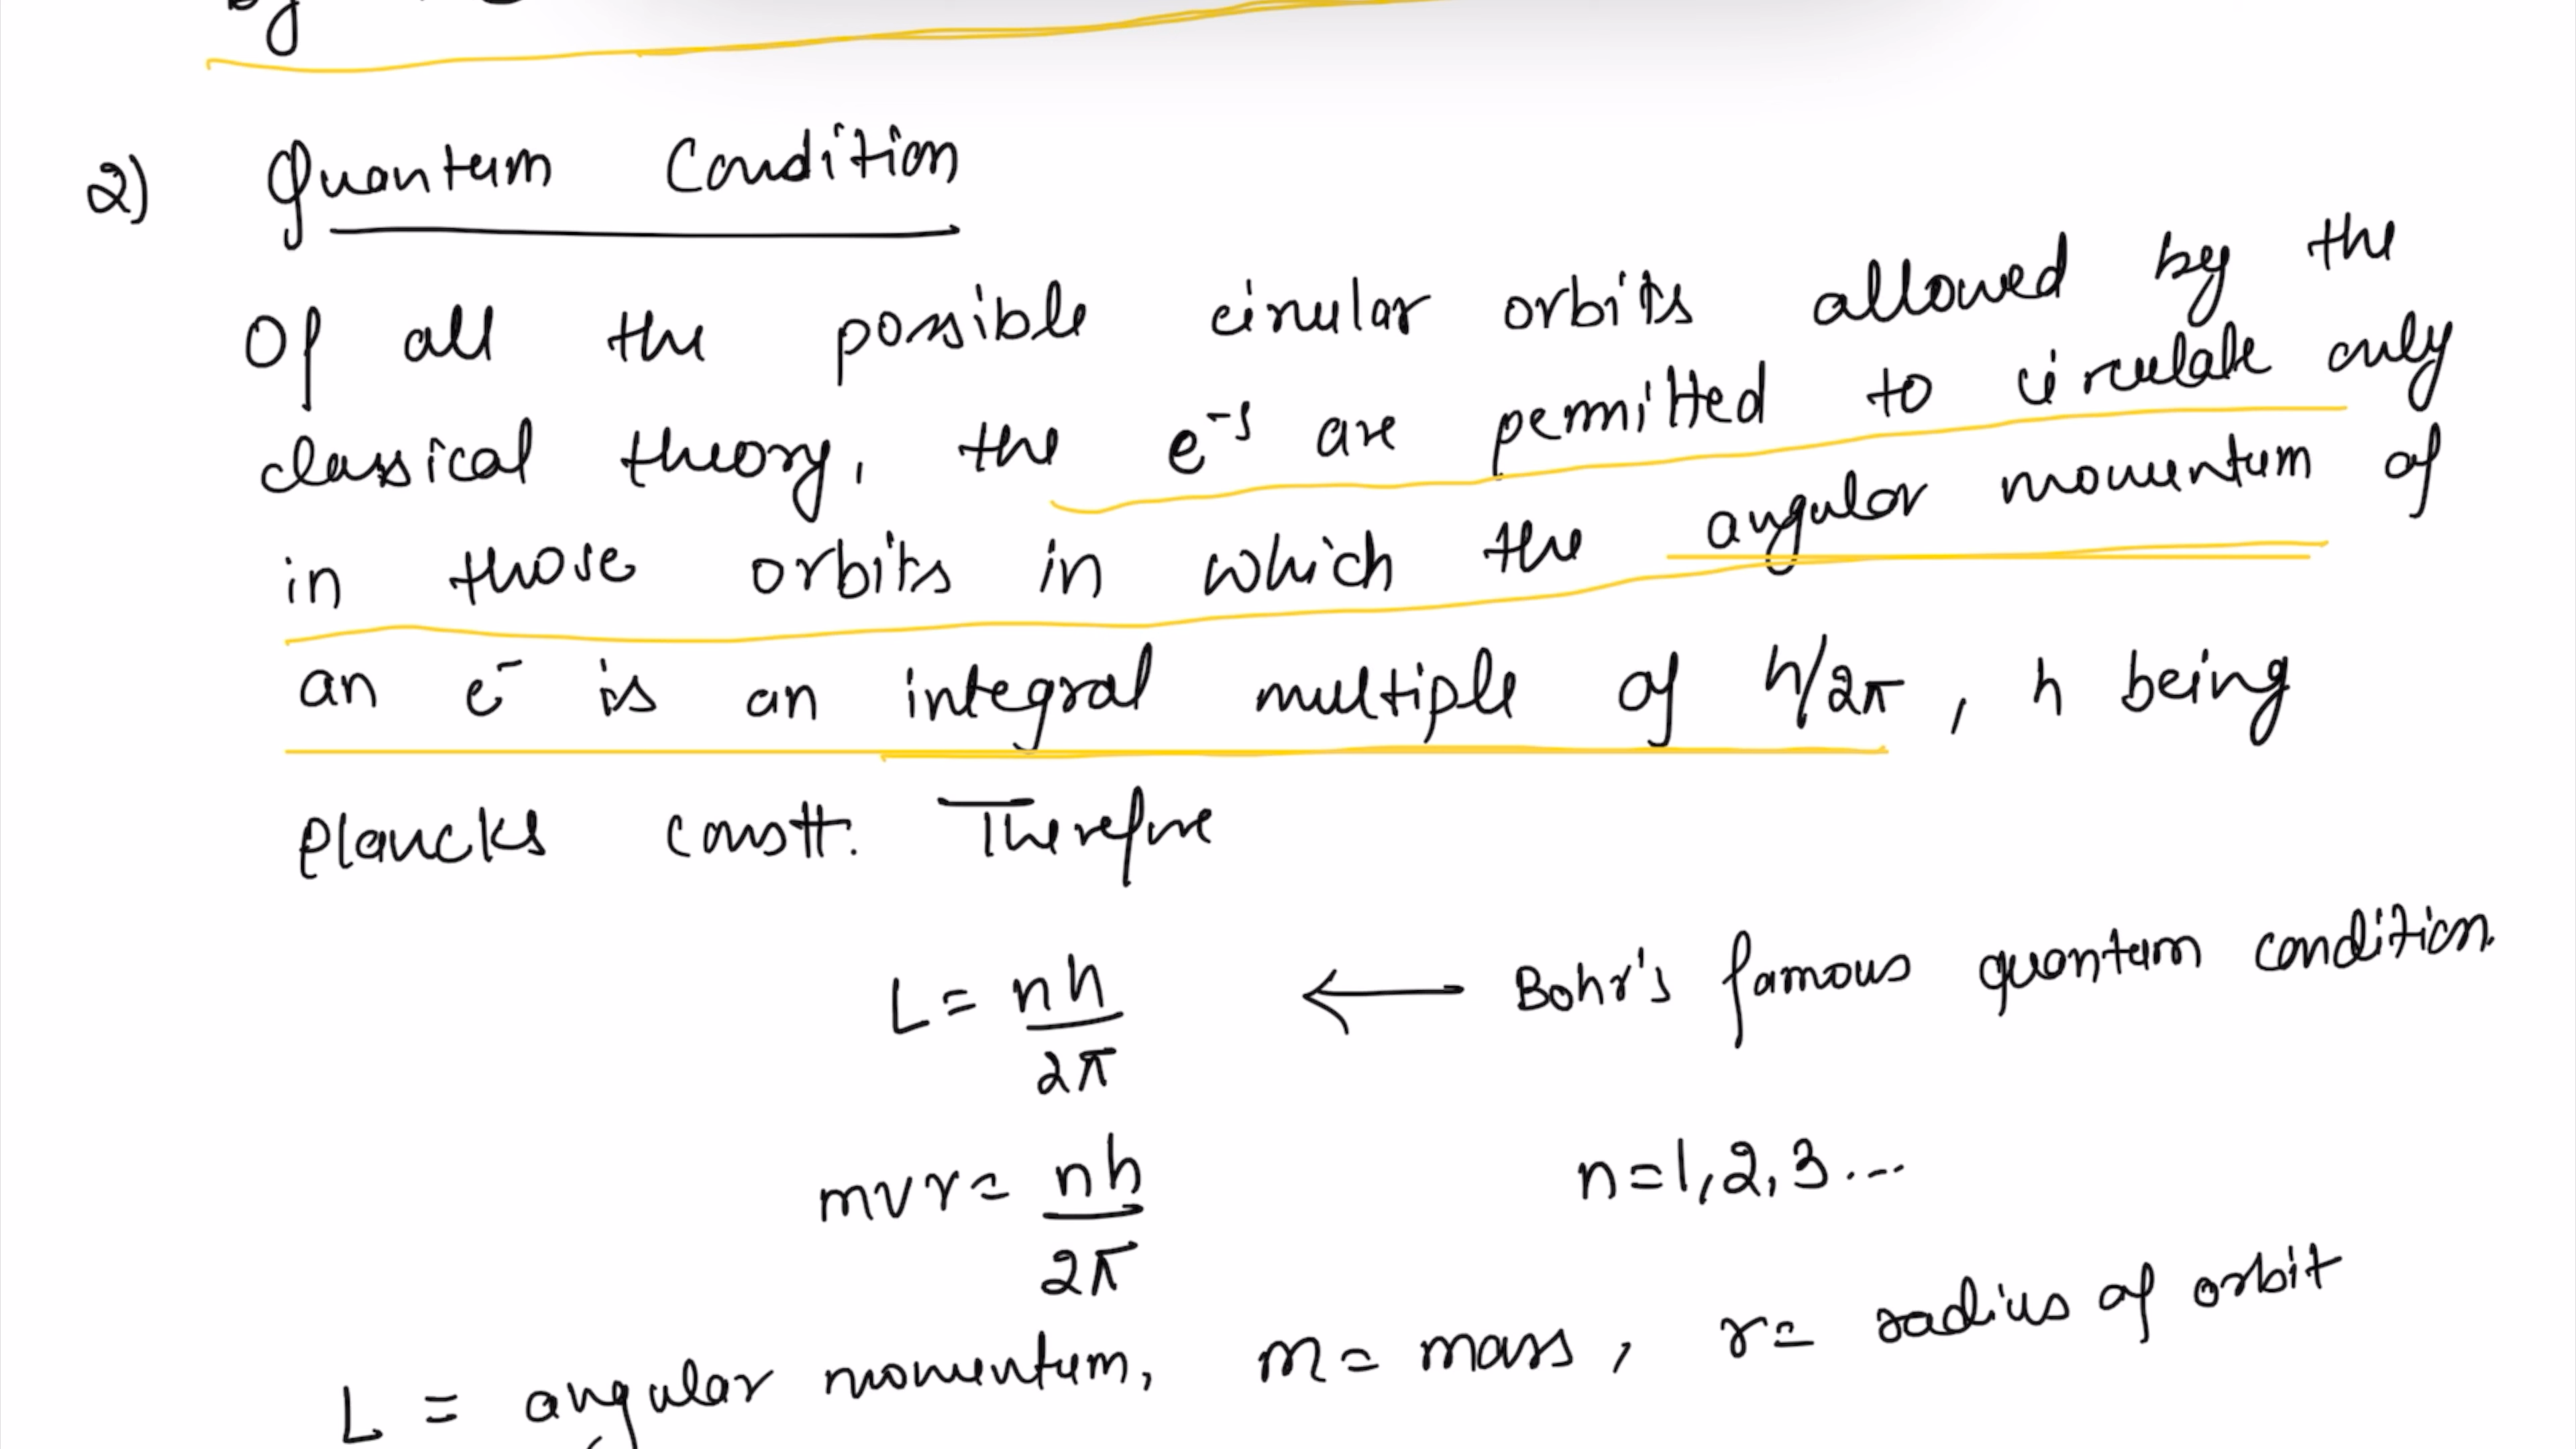 by
2) Quantum Condition
Of all the possible circular orbits allowed by the
classical theory, the e⁻s are permitted to circulate only
in those orbits in which the angular momentum of
an e⁻ is an integral multiple of h/2π, h being
Plancks constt. Therefore
L = nh/2π ← Bohr's famous quantum condition.
mvr = nh/2π n=1,2,3...
L = angular momentum, m = mass, r = radius of orbit